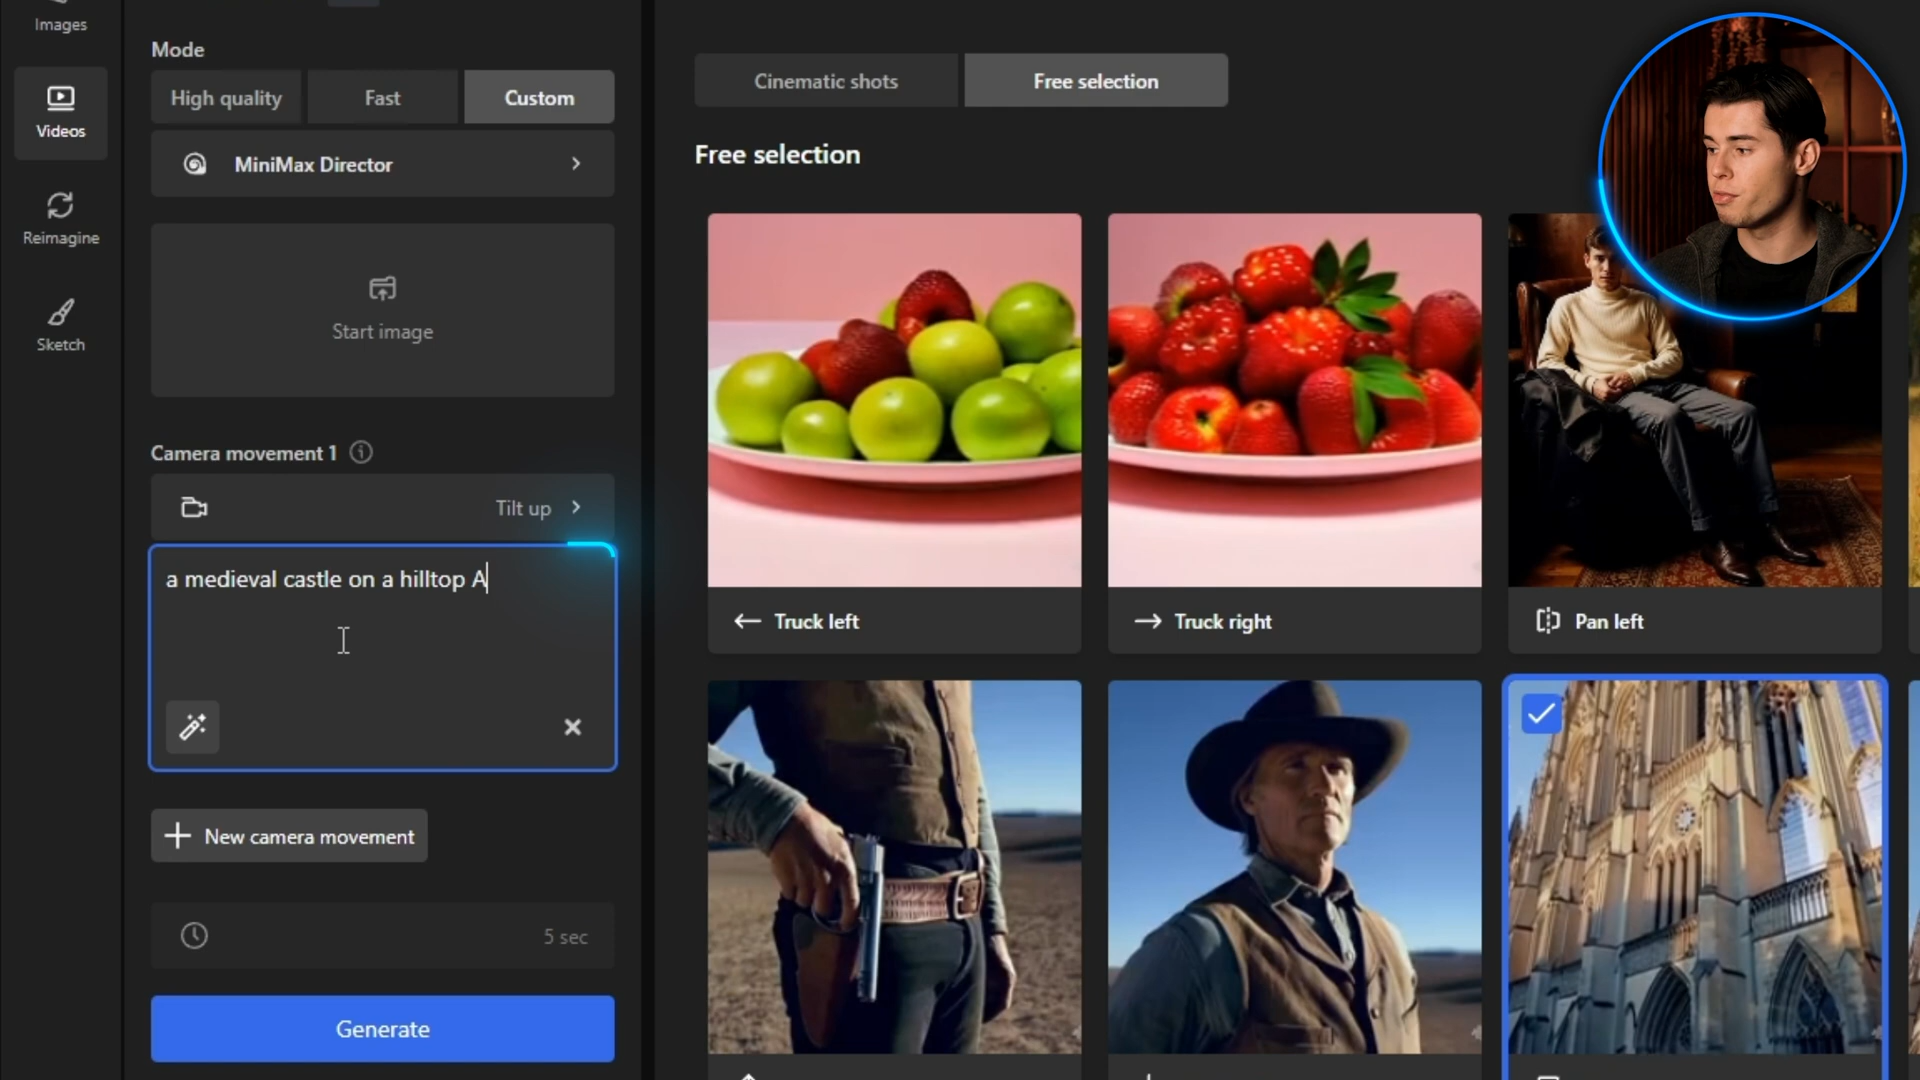 Images
Videos
Reimagine
Sketch
Mode
High quality
Fast
Custom
MiniMax Director
Start image
Camera movement 1
Tilt up
a medieval castle on a hilltop A
New camera movement
5 sec
Generate
Cinematic shots
Free selection
Free selection
Truck left
Truck right
Pan left